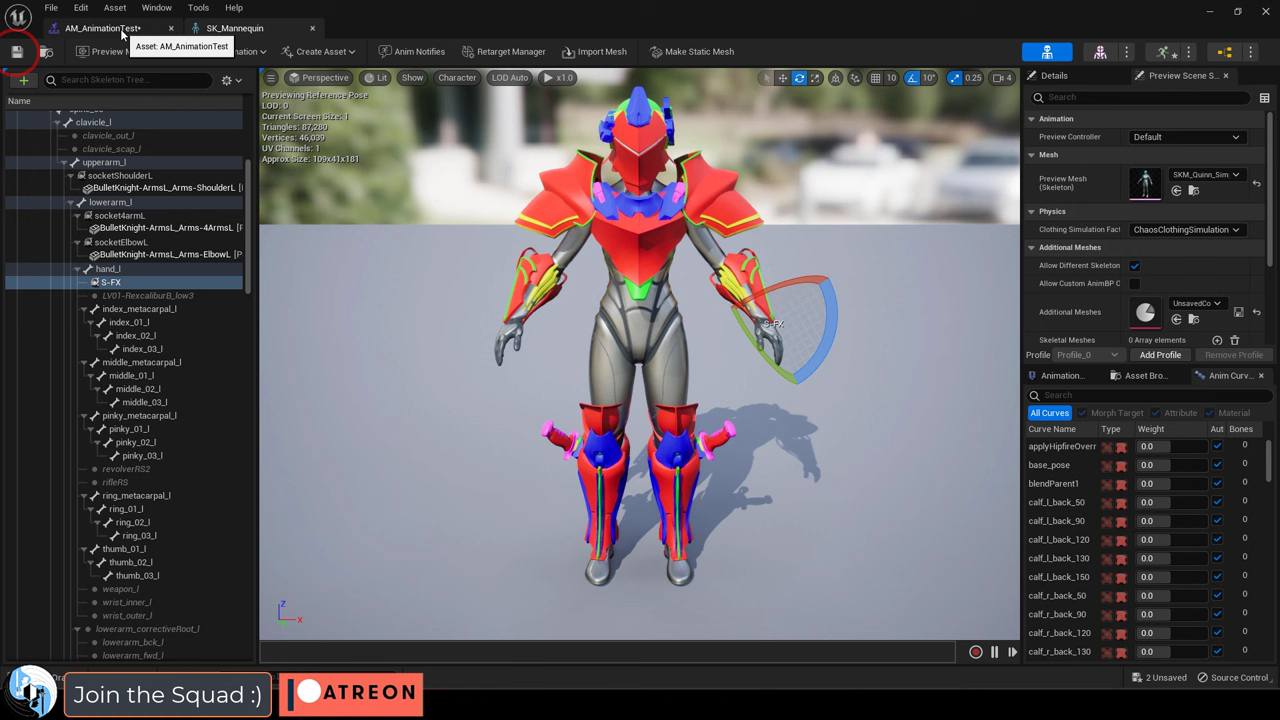 File Edit Asset Window Tools Help
AM_AnimationTest• SK_Mannequin
Asset: AM_AnimationTest
Preview Create Asset Anim Notifies Retarget Manager Import Mesh Make Static Mesh
Search Skeleton Tree...
Name
clavicle_l
clavicle_out_l
clavicle_scap_l
upperarm_l
socketShoulderL
BulletKnight-ArmsL_Arms-ShoulderL [
lowerarm_l
socket4armL
BulletKnight-ArmsL_Arms-4ArmsL [
socketElbowL
BulletKnight-ArmsL_Arms-ElbowL [
hand_l
S-FX
LV01-RexcaliburB_low3
index_metacarpal_l
index_01_l
index_02_l
index_03_l
middle_metacarpal_l
middle_01_l
middle_02_l
middle_03_l
pinky_metacarpal_l
pinky_01_l
pinky_02_l
pinky_03_l
revolverRS2
rifleRS
ring_metacarpal_l
ring_01_l
ring_02_l
ring_03_l
thumb_01_l
thumb_02_l
thumb_03_l
weapon_l
wrist_inner_l
wrist_outer_l
lowerarm_correctiveRoot_l
lowerarm_bck_l
lowerarm_fwd_l
Perspective Lit Show Character LOD Auto x1.0 10 10° 0.25 4
Previewing Reference Pose
LOD: 0
Current Screen Size: 1
Triangles: 87,280
Vertices: 46,039
UV Channels: 1
Approx Size: 109x41x181
S-FX
Z
X
Details Preview Scene S...
Search
Animation
Preview Controller Default
Mesh
Preview Mesh
(Skeleton)
SKM_Quinn_Sim
Physics
Clothing Simulation Fac ChaosClothingSimulation
Additional Meshes
Allow Different Skeleton
Allow Custom AnimBP C
Additional Meshes UnsavedCo
Skeletal Meshes 0 Array elements
Profile Profile_0 Add Profile Remove Profile
Animation... Asset Bro... Anim Curv...
Search
All Curves Morph Target Attribute Material
Curve Name Type Weight Aut Bones
applyHipfireOverr 0.0 0
base_pose 0.0 0
blendParent1 0.0 0
calf_l_back_50 0.0 0
calf_l_back_90 0.0 0
calf_l_back_120 0.0 0
calf_l_back_130 0.0 0
calf_l_back_150 0.0 0
calf_r_back_50 0.0 0
calf_r_back_90 0.0 0
calf_r_back_120 0.0 0
calf_r_back_130 0.0 0
2 Unsaved Source Control
Join the Squad :)
PATREON